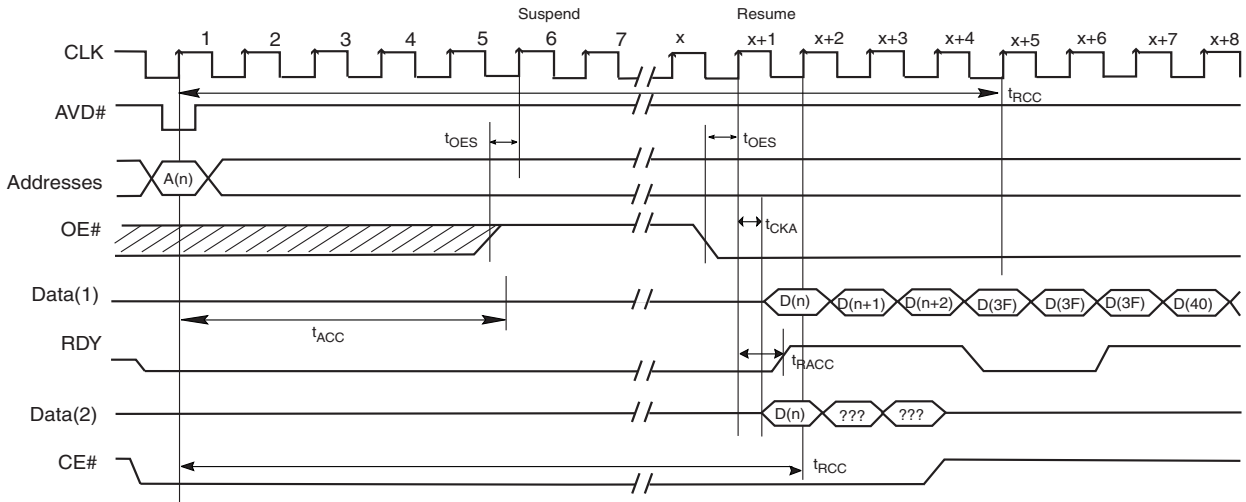 Suspend Resume
CLK 1 2 3 4 5 6 7 x x+1 x+2 x+3 x+4 x+5 x+6 x+7 x+8
tRCC
AVD#
tOES tOES
Addresses A(n)
OE# tCKA
Data(1) D(n) D(n+1) D(n+2) D(3F) D(3F) D(3F) D(40)
tACC
RDY tRACC
Data(2) D(n) ??? ???
CE# tRCC